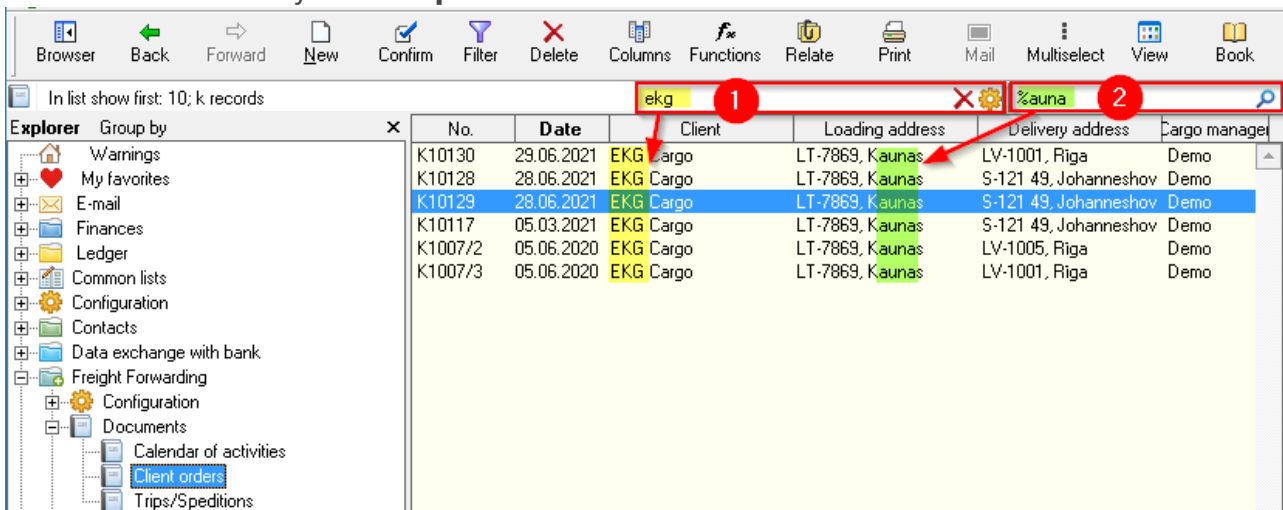 Browser Back Forward New Confirm Filter Delete Columns Functions Relate Print Mail Multiselect View Book
In list show first: 10; k records ekg 1 %auna 2
Explorer Group by × No. Date Client Loading address Delivery address Cargo manager
Warnings
My favorites
E-mail
Finances
Ledger
Common lists
Configuration
Contacts
Data exchange with bank
Freight Forwarding
Configuration
Documents
Calendar of activities
Client orders
Trips/Speditions
K10130 29.06.2021 EKG Cargo LT-7869, Kaunas LV-1001, Rīga Demo
K10128 28.06.2021 EKG Cargo LT-7869, Kaunas S-121 49, Johanneshov Demo
K10129 28.06.2021 EKG Cargo LT-7869, Kaunas S-121 49, Johanneshov Demo
K10117 05.03.2021 EKG Cargo LT-7869, Kaunas S-121 49, Johanneshov Demo
K1007/2 05.06.2020 EKG Cargo LT-7869, Kaunas LV-1005, Rīga Demo
K1007/3 05.06.2020 EKG Cargo LT-7869, Kaunas LV-1001, Rīga Demo